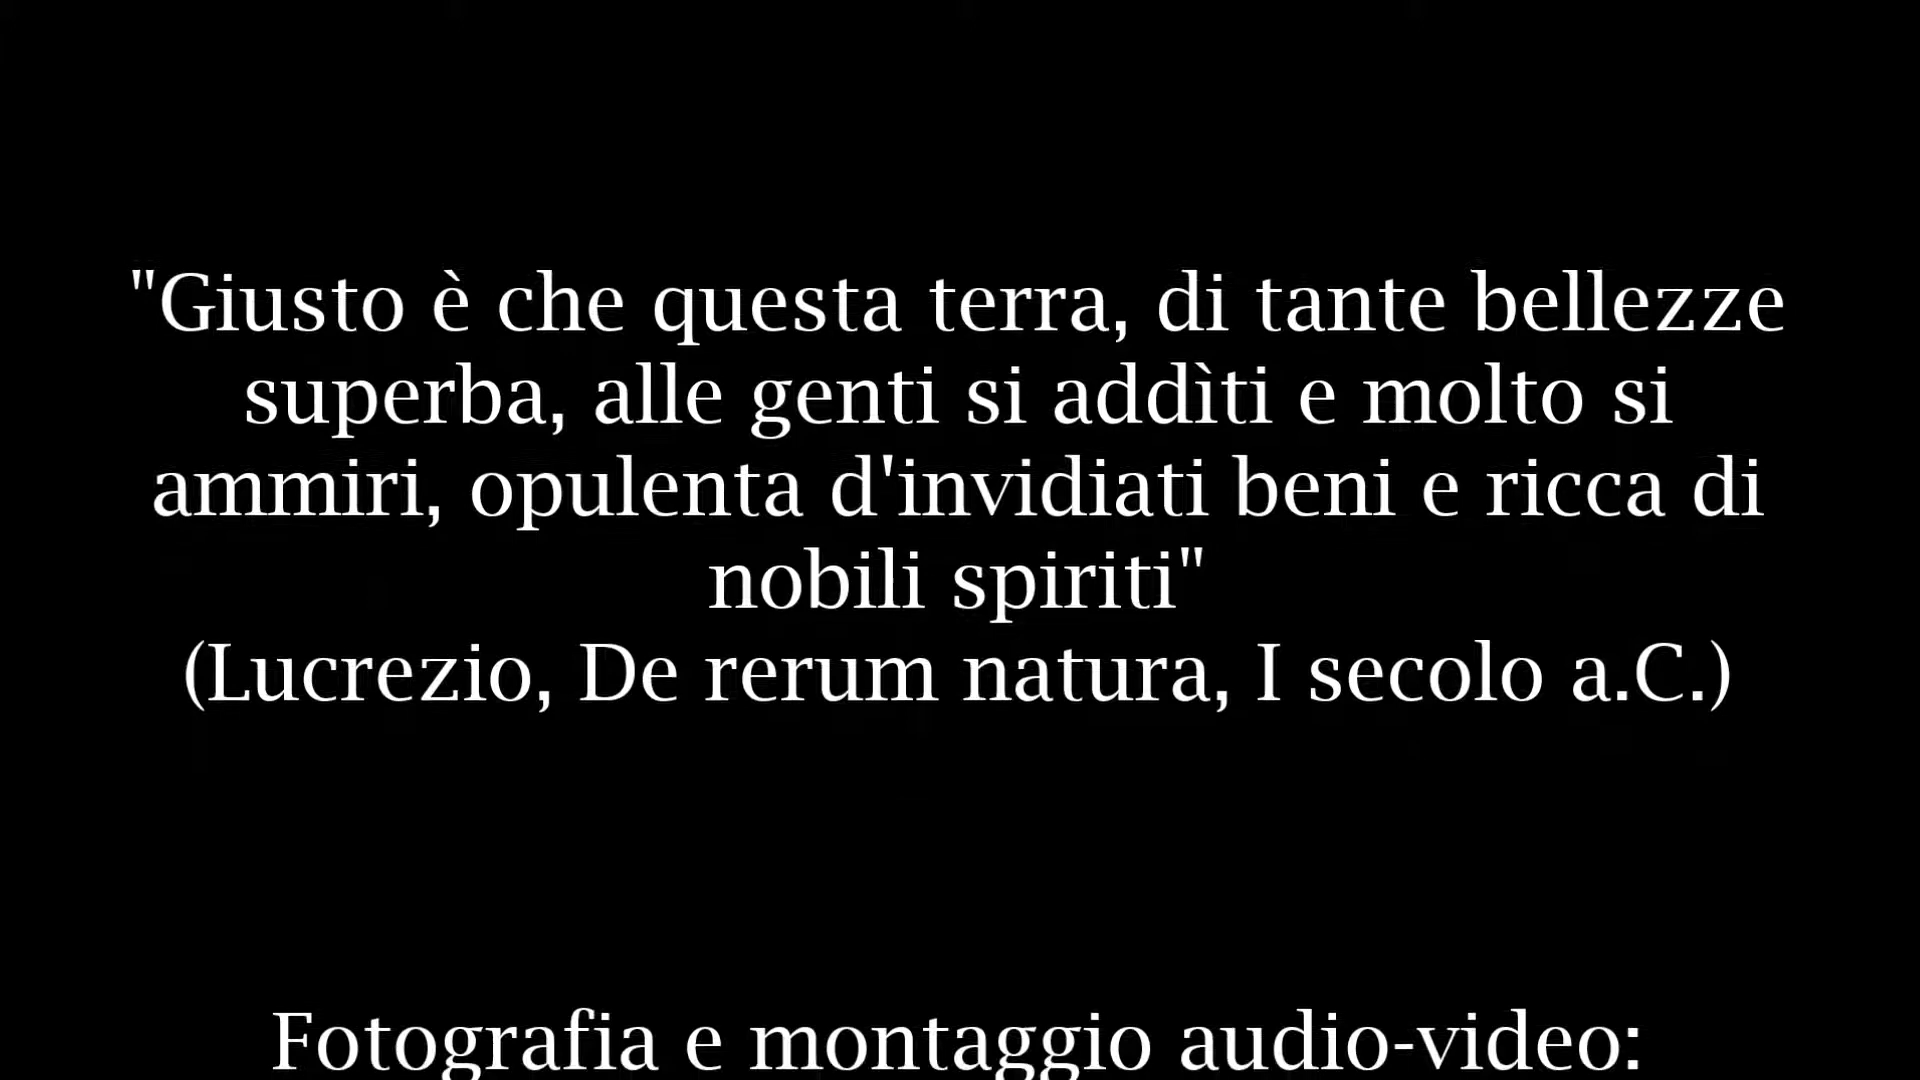 "Giusto è che questa terra, di tante bellezze
superba, alle genti si addìti e molto si
ammiri, opulenta d'invidiati beni e ricca di
nobili spiriti"
(Lucrezio, De rerum natura, I secolo a.C.)
Fotografia e montaggio audio-video: